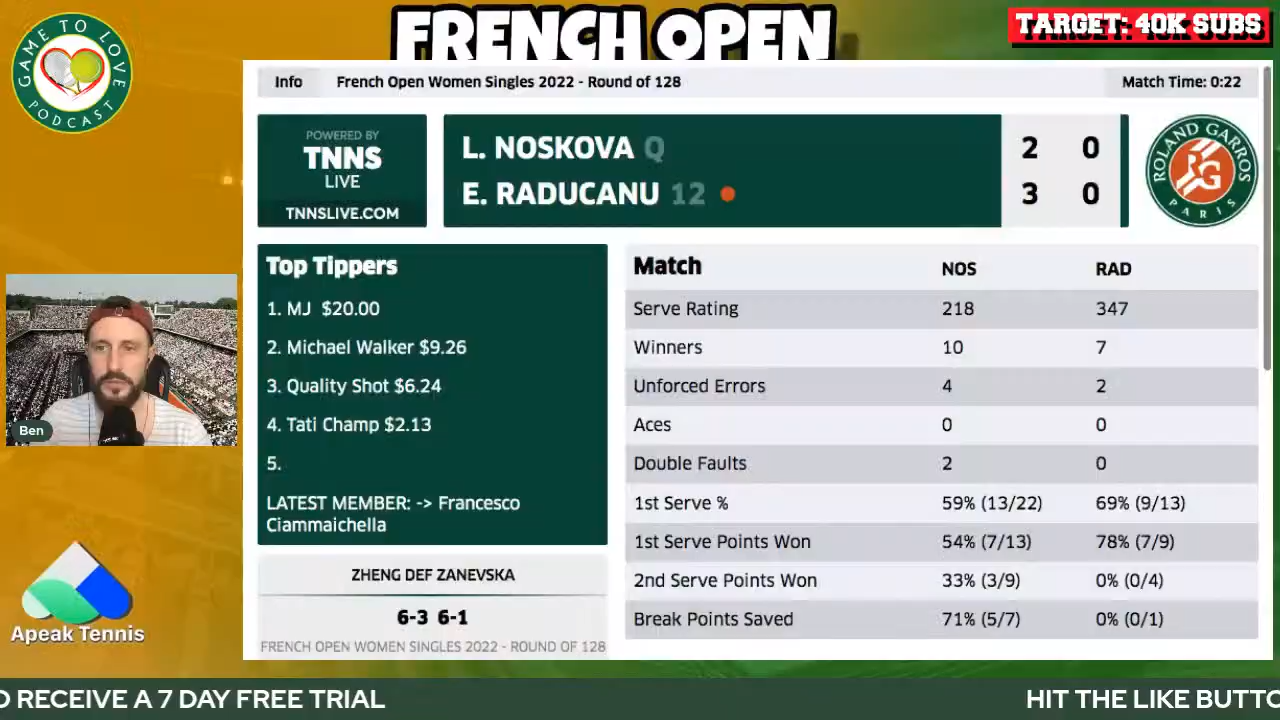 GAME TO LOVE
PODCAST
FRENCH OPEN
TARGET: 40K SUBS
Info French Open Women Singles 2022 - Round of 128 Match Time: 0:22
POWERED BY
TNNS
LIVE
TNNSLIVE.COM
L. NOSKOVA Q 2 0
E. RADUCANU 12 3 0
ROLAND GARROS
RG
PARIS
Top Tippers
1. MJ $20.00
2. Michael Walker $9.26
3. Quality Shot $6.24
4. Tati Champ $2.13
5.
LATEST MEMBER: -> Francesco
Ciammaichella
ZHENG DEF ZANEVSKA
6-3 6-1
FRENCH OPEN WOMEN SINGLES 2022 - ROUND OF 128
Match NOS RAD
Serve Rating 218 347
Winners 10 7
Unforced Errors 4 2
Aces 0 0
Double Faults 2 0
1st Serve % 59% (13/22) 69% (9/13)
1st Serve Points Won 54% (7/13) 78% (7/9)
2nd Serve Points Won 33% (3/9) 0% (0/4)
Break Points Saved 71% (5/7) 0% (0/1)
Ben
Apeak Tennis
O RECEIVE A 7 DAY FREE TRIAL HIT THE LIKE BUTTO